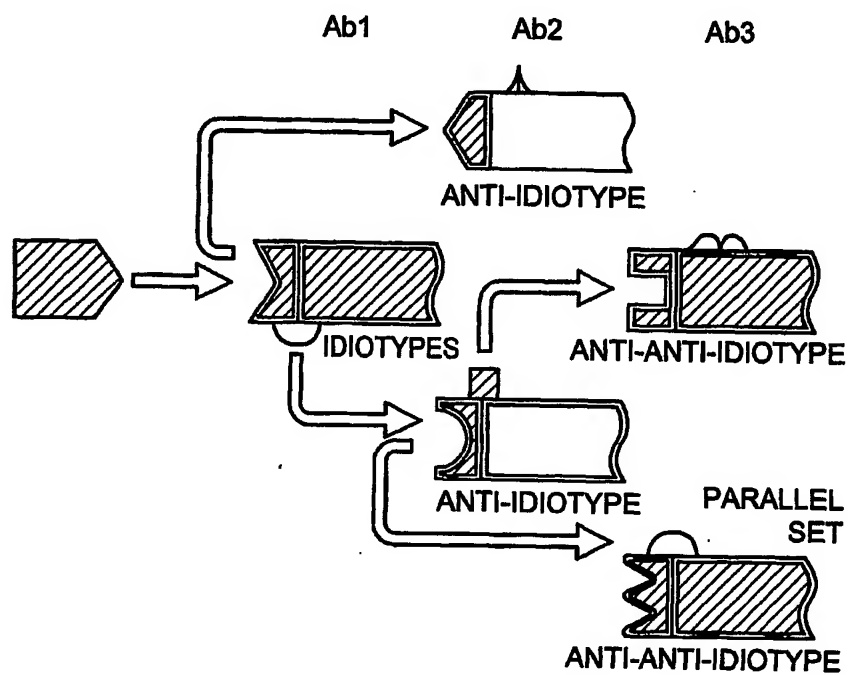 Ab1 Ab2 Ab3
ANTI-IDIOTYPE
IDIOTYPES
ANTI-ANTI-IDIOTYPE
ANTI-IDIOTYPE
PARALLEL
SET
ANTI-ANTI-IDIOTYPE